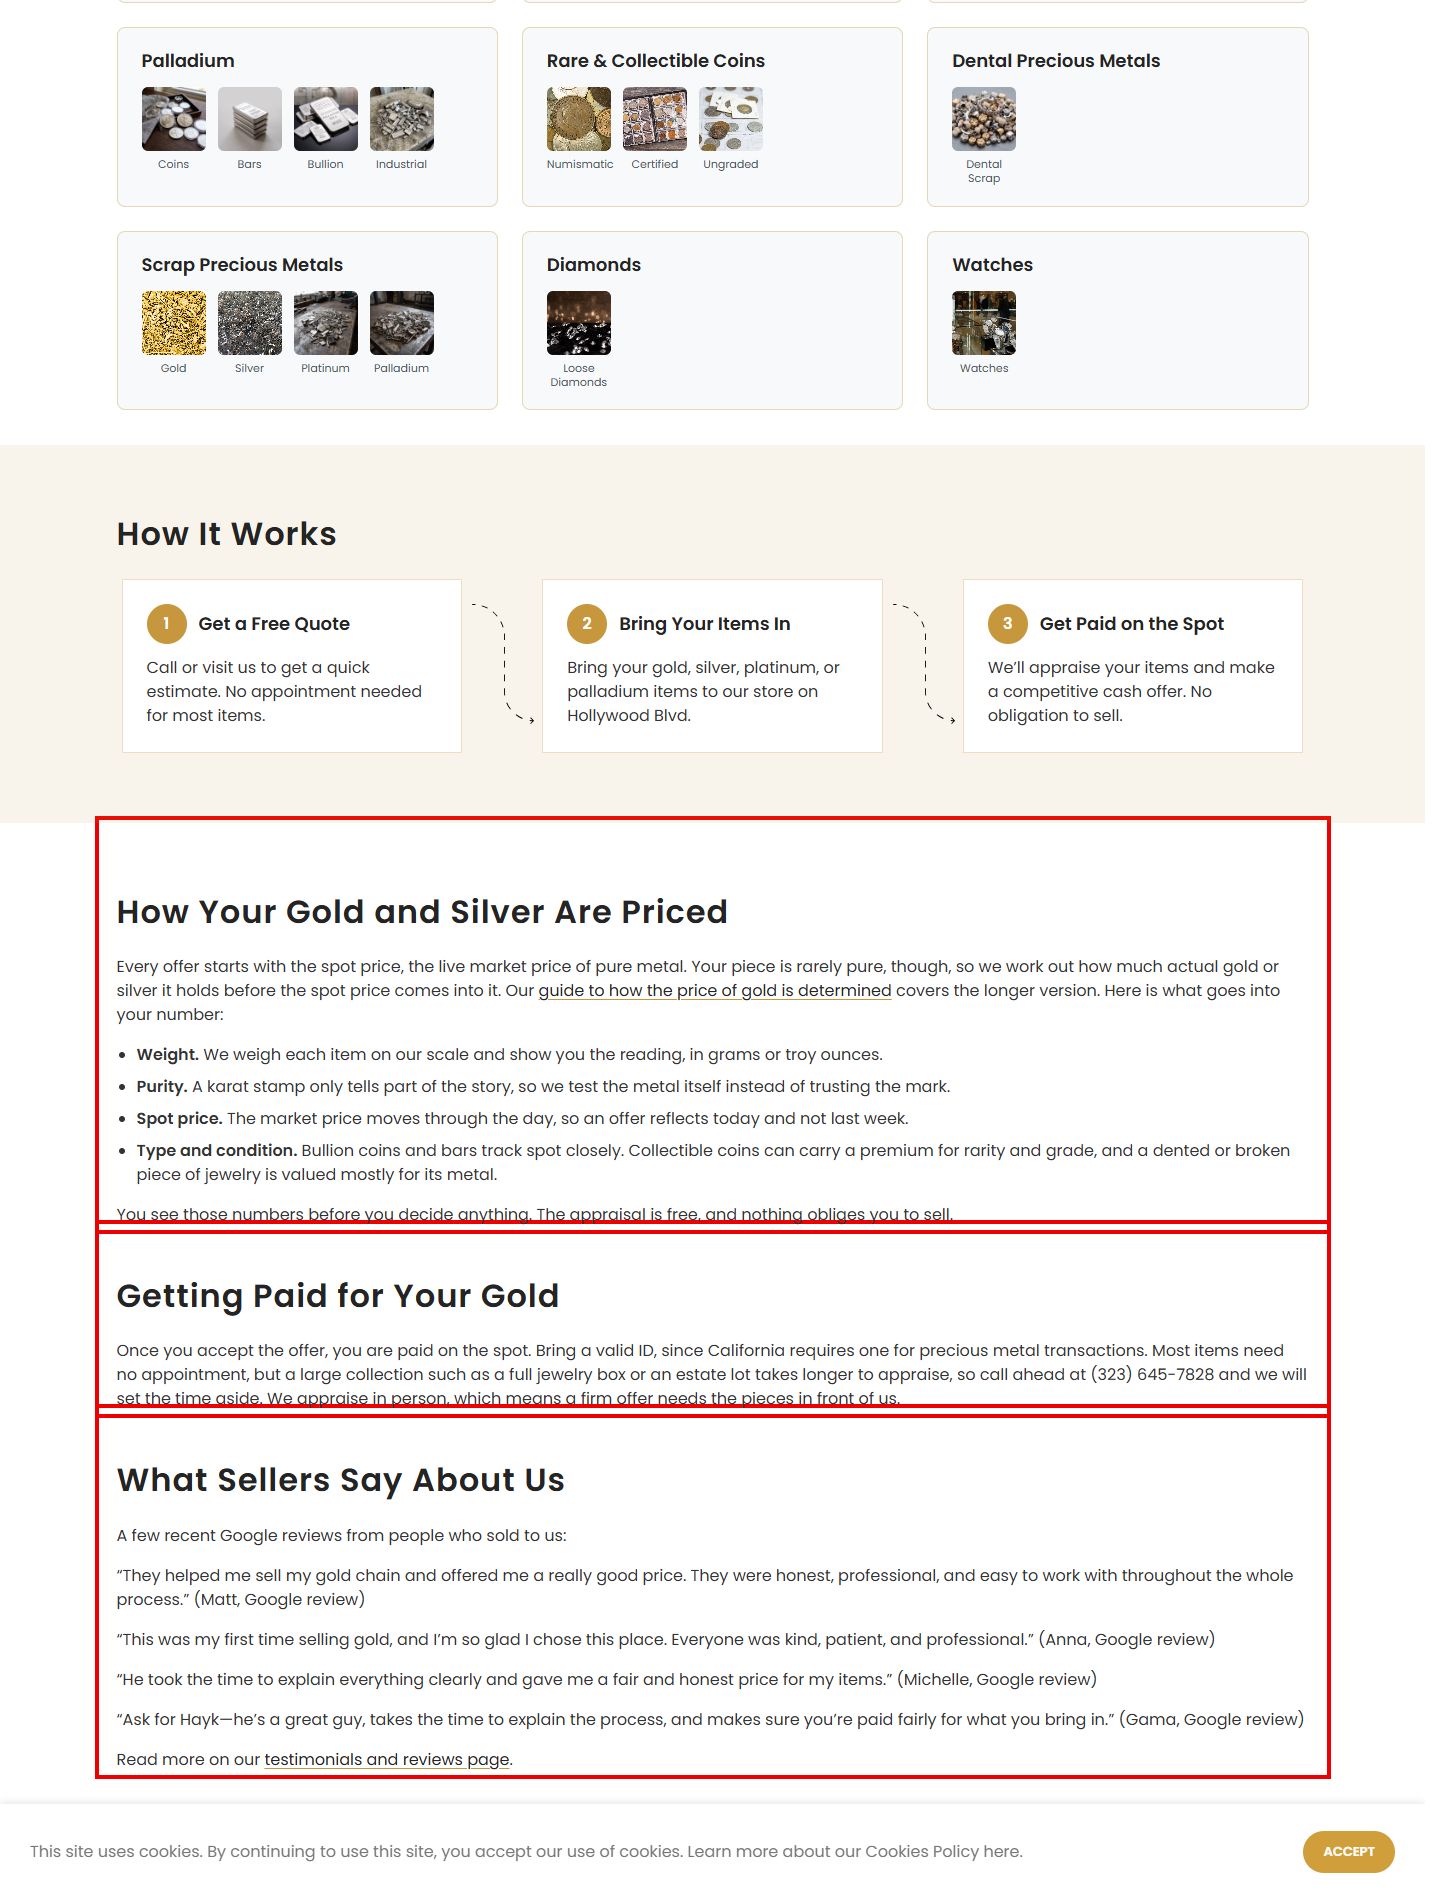 Palladium
Coins
Bars
Bullion
Industrial
Rare & Collectible Coins
Numismatic
Certified
Ungraded
Dental Precious Metals
Dental
Scrap
Scrap Precious Metals
Gold
Silver
Platinum
Palladium
Diamonds
Loose
Diamonds
Watches
Watches
How It Works
1
Get a Free Quote
Call or visit us to get a quick
estimate. No appointment needed
for most items.
2
Bring Your Items In
Bring your gold, silver, platinum, or
palladium items to our store on
Hollywood Blvd.
3
Get Paid on the Spot
We’ll appraise your items and make
a competitive cash offer. No
obligation to sell.
How Your Gold and Silver Are Priced
Every offer starts with the spot price, the live market price of pure metal. Your piece is rarely pure, though, so we work out how much actual gold or
silver it holds before the spot price comes into it. Our guide to how the price of gold is determined covers the longer version. Here is what goes into
your number:
• Weight. We weigh each item on our scale and show you the reading, in grams or troy ounces.
• Purity. A karat stamp only tells part of the story, so we test the metal itself instead of trusting the mark.
• Spot price. The market price moves through the day, so an offer reflects today and not last week.
• Type and condition. Bullion coins and bars track spot closely. Collectible coins can carry a premium for rarity and grade, and a dented or broken
piece of jewelry is valued mostly for its metal.
You see those numbers before you decide anything. The appraisal is free, and nothing obliges you to sell.
Getting Paid for Your Gold
Once you accept the offer, you are paid on the spot. Bring a valid ID, since California requires one for precious metal transactions. Most items need
no appointment, but a large collection such as a full jewelry box or an estate lot takes longer to appraise, so call ahead at (323) 645-7828 and we will
set the time aside. We appraise in person, which means a firm offer needs the pieces in front of us.
What Sellers Say About Us
A few recent Google reviews from people who sold to us:
“They helped me sell my gold chain and offered me a really good price. They were honest, professional, and easy to work with throughout the whole
process.” (Matt, Google review)
“This was my first time selling gold, and I’m so glad I chose this place. Everyone was kind, patient, and professional.” (Anna, Google review)
“He took the time to explain everything clearly and gave me a fair and honest price for my items.” (Michelle, Google review)
“Ask for Hayk—he’s a great guy, takes the time to explain the process, and makes sure you’re paid fairly for what you bring in.” (Gama, Google review)
Read more on our testimonials and reviews page.
This site uses cookies. By continuing to use this site, you accept our use of cookies. Learn more about our Cookies Policy here.
ACCEPT